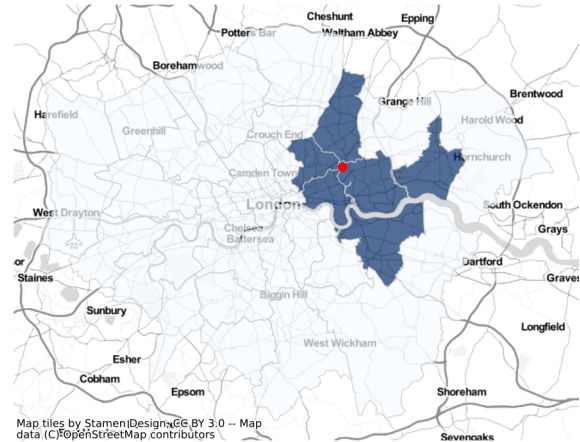 Cheshunt
Epping
Potters Bar
Waltham Abbey
Borehamwood
Brentwood
Grange Hill
Harefield
Harold Wood
Greenhill
Crouch End
Hornchurch
Camden Town
London
South Ockendon
West Drayton
Chelsea
Grays
Battersea
or
Dartford
Staines
Graves
Biggin Hill
Sunbury
Longfield
West Wickham
Esher
Cobham
Epsom
Shoreham
Map tiles by Stamen Design, CC BY 3.0 -- Map
data (C) OpenStreetMap contributors
Sevenoaks